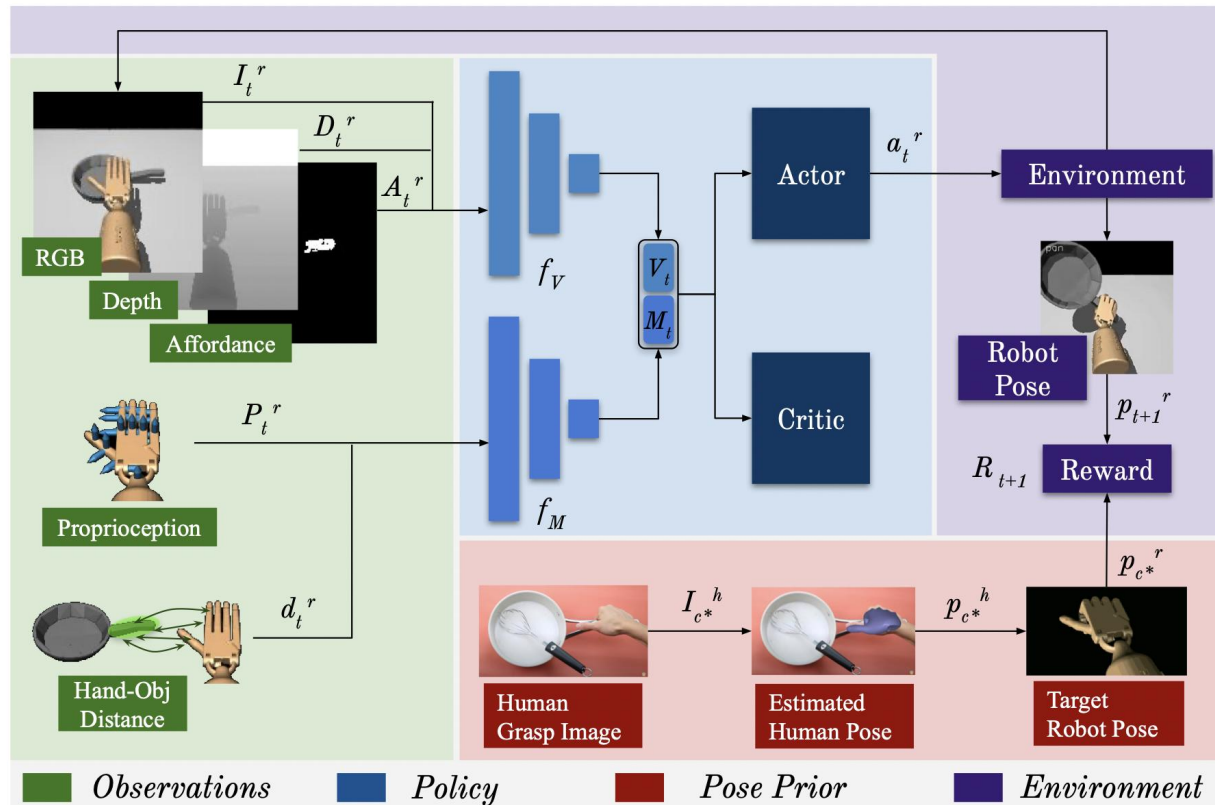 I_t^r
D_t^r
A_t^r
RGB
Depth
Affordance
P_t^r
Proprioception
d_t^r
Hand-Obj
Distance
f_V
f_M
V_t
M_t
Actor
Critic
a_t^r
Environment
pan
Robot
Pose
p_{t+1}^r
R_{t+1}
Reward
p_{c*}^r
I_{c*}^h
p_{c*}^h
Human
Grasp Image
Estimated
Human Pose
Target
Robot Pose
Observations
Policy
Pose Prior
Environment